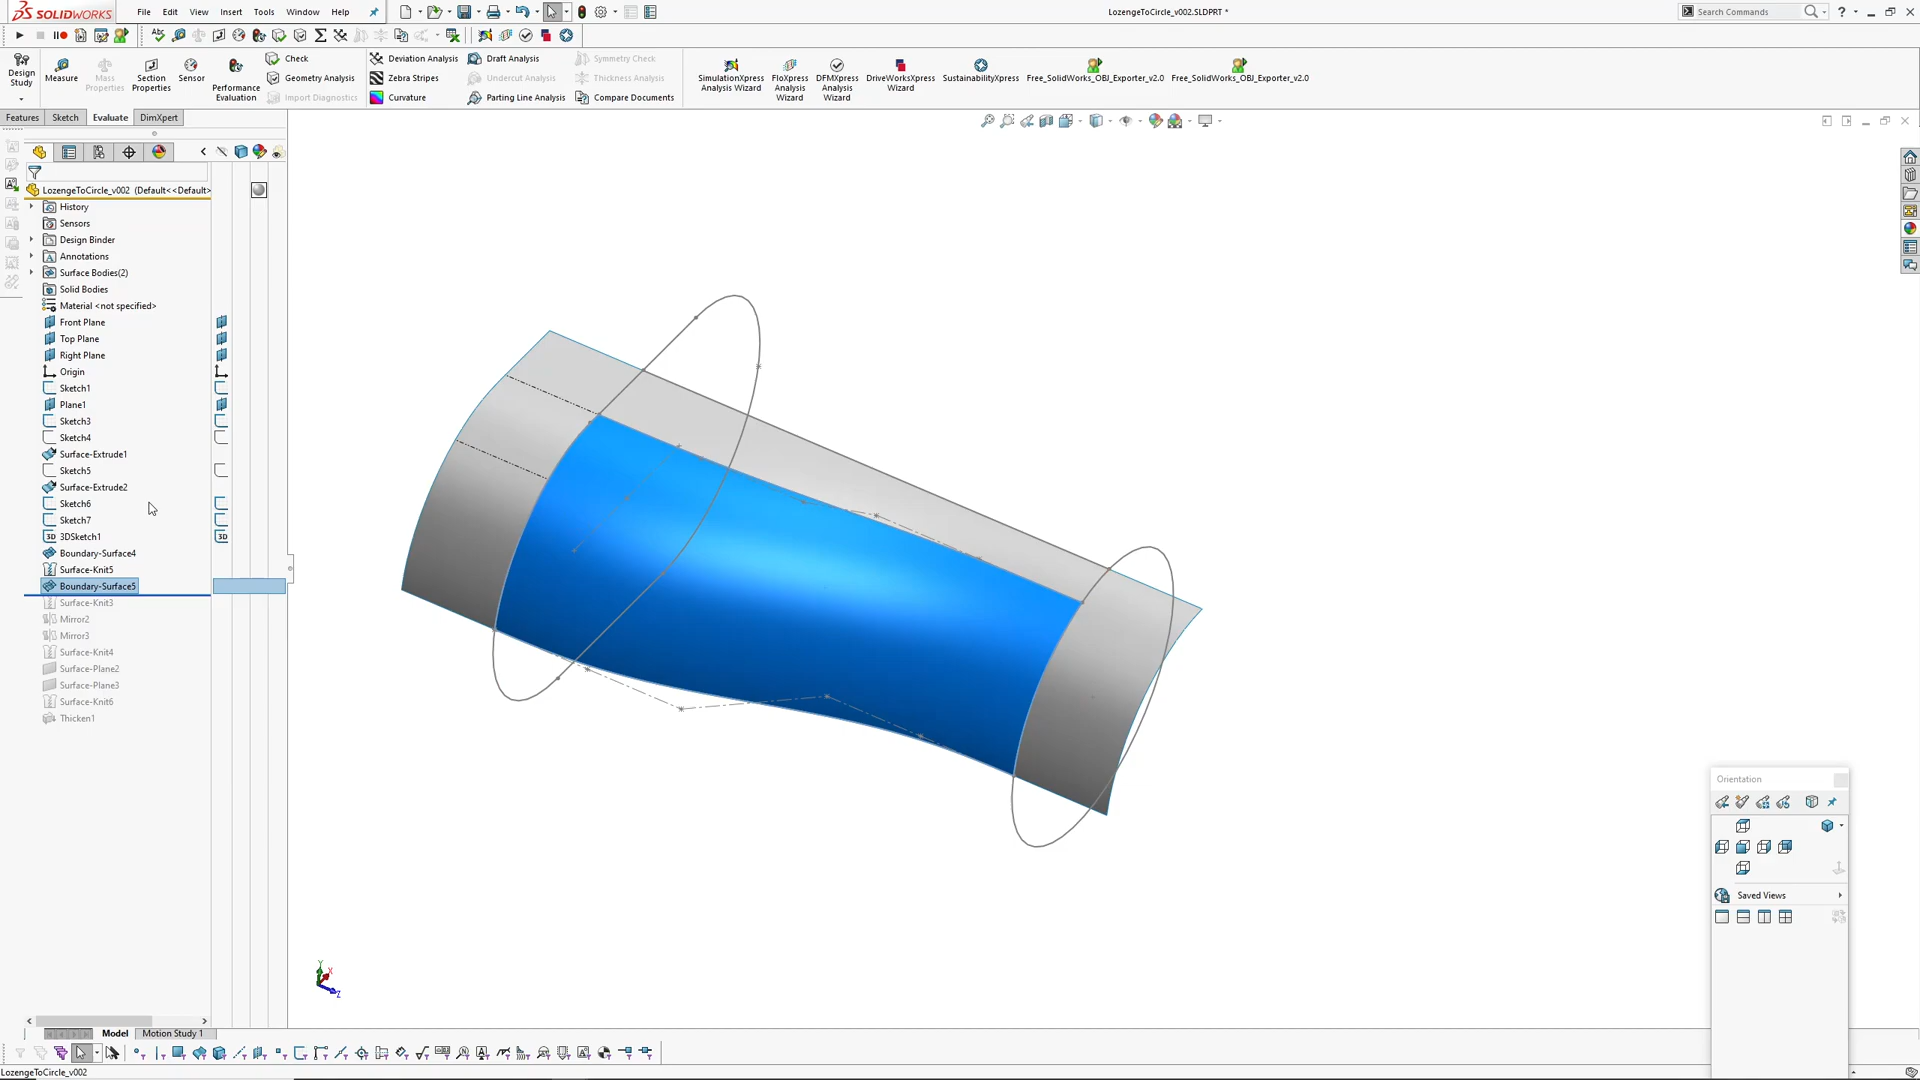 SOLIDWORKS File Edit View Insert Tools Window Help LozengeToCircle_v002.SLDPRT * Search Commands ?
Design Study
Measure
Mass Properties
Section Properties
Sensor
Performance Evaluation
Check
Geometry Analysis
Import Diagnostics
Deviation Analysis
Zebra Stripes
Curvature
Draft Analysis
Undercut Analysis
Parting Line Analysis
Symmetry Check
Thickness Analysis
Compare Documents
SimulationXpress Analysis Wizard
FloXpress Analysis Wizard
DFMXpress Analysis Wizard
DriveWorksXpress Wizard
SustainabilityXpress
Free_SolidWorks_OBJ_Exporter_v2.0
Free_SolidWorks_OBJ_Exporter_v2.0
Features Sketch Evaluate DimXpert
LozengeToCircle_v002 (Default<<Default>
History
Sensors
Design Binder
Annotations
Surface Bodies(2)
Solid Bodies
Material <not specified>
Front Plane
Top Plane
Right Plane
Origin
Sketch1
Plane1
Sketch3
Sketch4
Surface-Extrude1
Sketch5
Surface-Extrude2
Sketch6
Sketch7
3D 3DSketch1 3D
Boundary-Surface4
Surface-Knit5
Boundary-Surface5
Surface-Knit3
Mirror2
Mirror3
Surface-Knit4
Surface-Plane2
Surface-Plane3
Surface-Knit6
Thicken1
Orientation
Saved Views
Y
X
Z
Model Motion Study 1
LozengeToCircle_v002